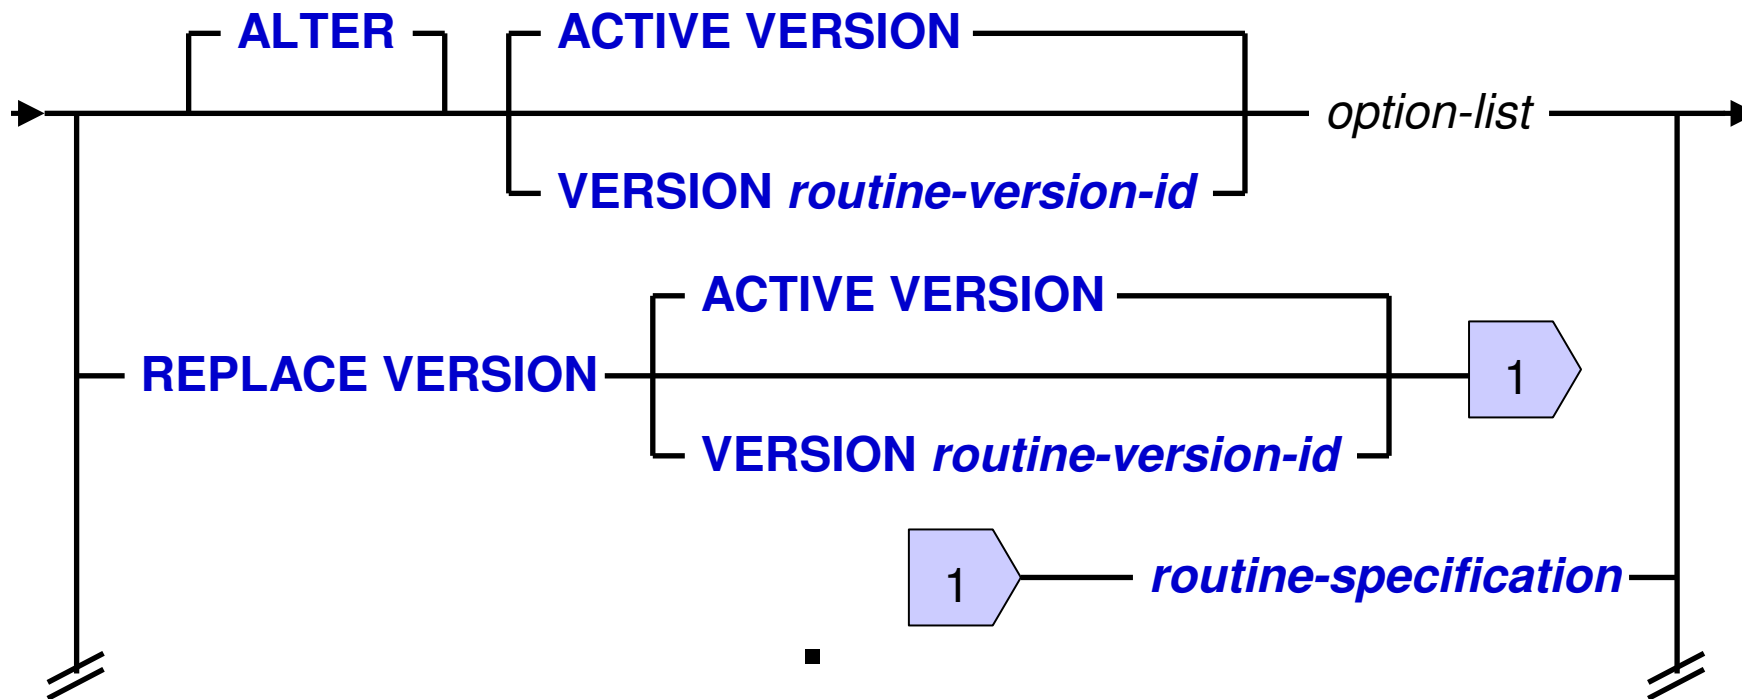 ALTER ACTIVE VERSION
option-list
VERSION routine-version-id
ACTIVE VERSION
REPLACE VERSION 1
VERSION routine-version-id
1 routine-specification